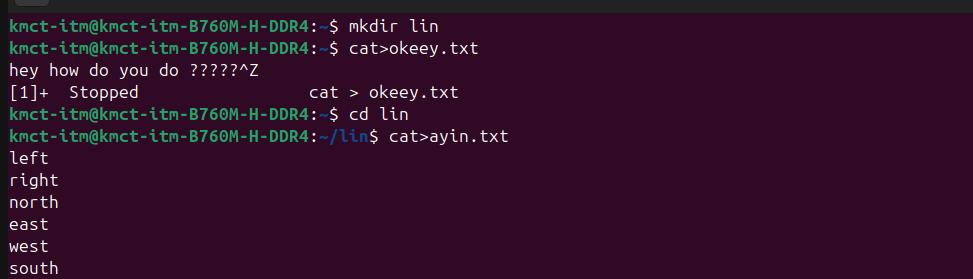 kmct-itm@kmct-itm-B760M-H-DDR4:~$ mkdir lin
kmct-itm@kmct-itm-B760M-H-DDR4:~$ cat>okeey.txt
hey how do you do ?????^Z
[1]+  Stopped                 cat > okeey.txt
kmct-itm@kmct-itm-B760M-H-DDR4:~$ cd lin
kmct-itm@kmct-itm-B760M-H-DDR4:~/lin$ cat>ayin.txt
left
right
north
east
west
south